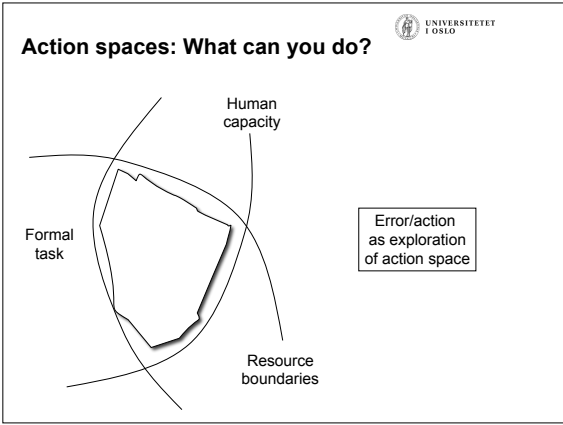 UNIVERSITETET
I OSLO
Action spaces: What can you do?
Human
capacity
Formal
task
Error/action
as exploration
of action space
Resource
boundaries